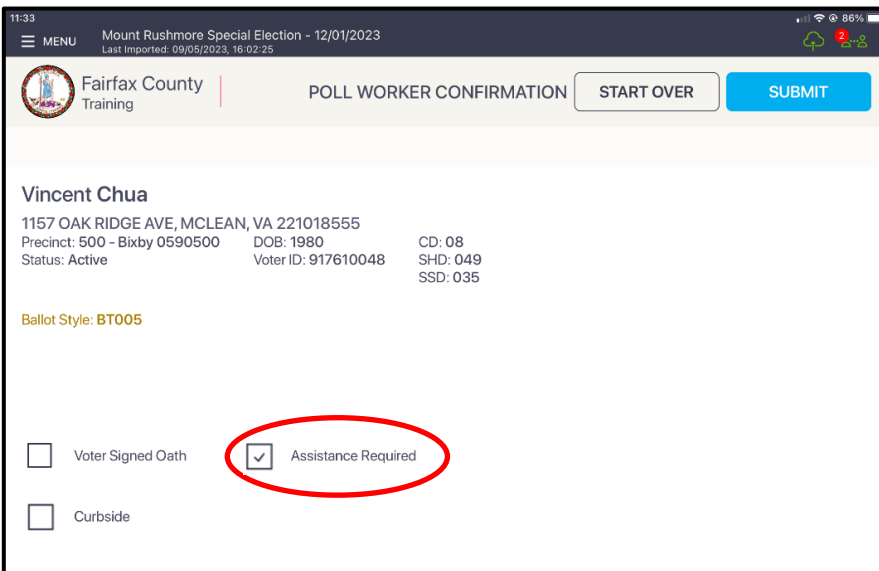 11:33
86%
MENU
Mount Rushmore Special Election - 12/01/2023
Last Imported: 09/05/2023, 16:02:25
2
Fairfax County
Training
POLL WORKER CONFIRMATION
START OVER
SUBMIT
Vincent Chua
1157 OAK RIDGE AVE, MCLEAN, VA 221018555
Precinct: 500 - Bixby 0590500 DOB: 1980 CD: 08
Status: Active Voter ID: 917610048 SHD: 049
SSD: 035
Ballot Style: BT005
Voter Signed Oath
Assistance Required
Curbside